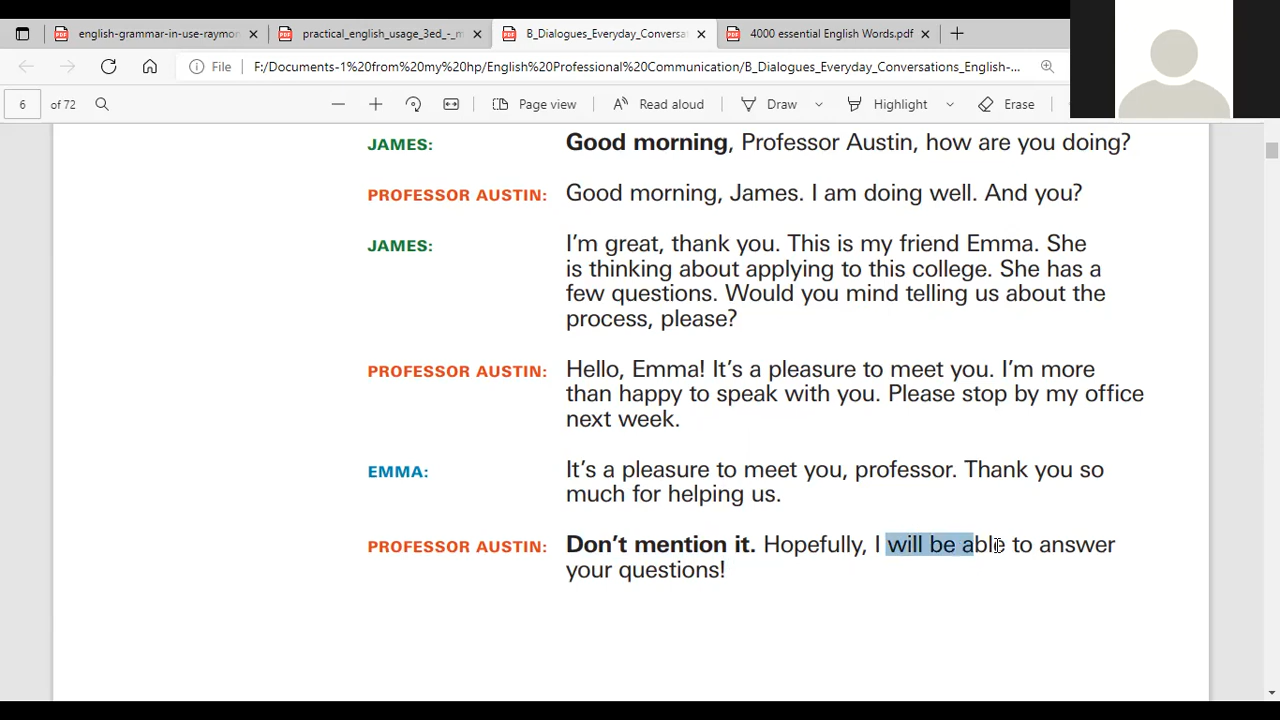 english-grammar-in-use-raymon
practical_english_usage_3ed_-_m
B_Dialogues_Everyday_Conversa
4000 essential English Words.pdf
File
F:/Documents-1%20from%20my%20hp/English%20Professional%20Communication/B_Dialogues_Everyday_Conversations_English-...
6 of 72
Page view
Read aloud
Draw
Highlight
Erase
JAMES: Good morning, Professor Austin, how are you doing?
PROFESSOR AUSTIN: Good morning, James. I am doing well. And you?
JAMES: I'm great, thank you. This is my friend Emma. She
is thinking about applying to this college. She has a
few questions. Would you mind telling us about the
process, please?
PROFESSOR AUSTIN: Hello, Emma! It's a pleasure to meet you. I'm more
than happy to speak with you. Please stop by my office
next week.
EMMA: It's a pleasure to meet you, professor. Thank you so
much for helping us.
PROFESSOR AUSTIN: Don't mention it. Hopefully, I will be able to answer
your questions!